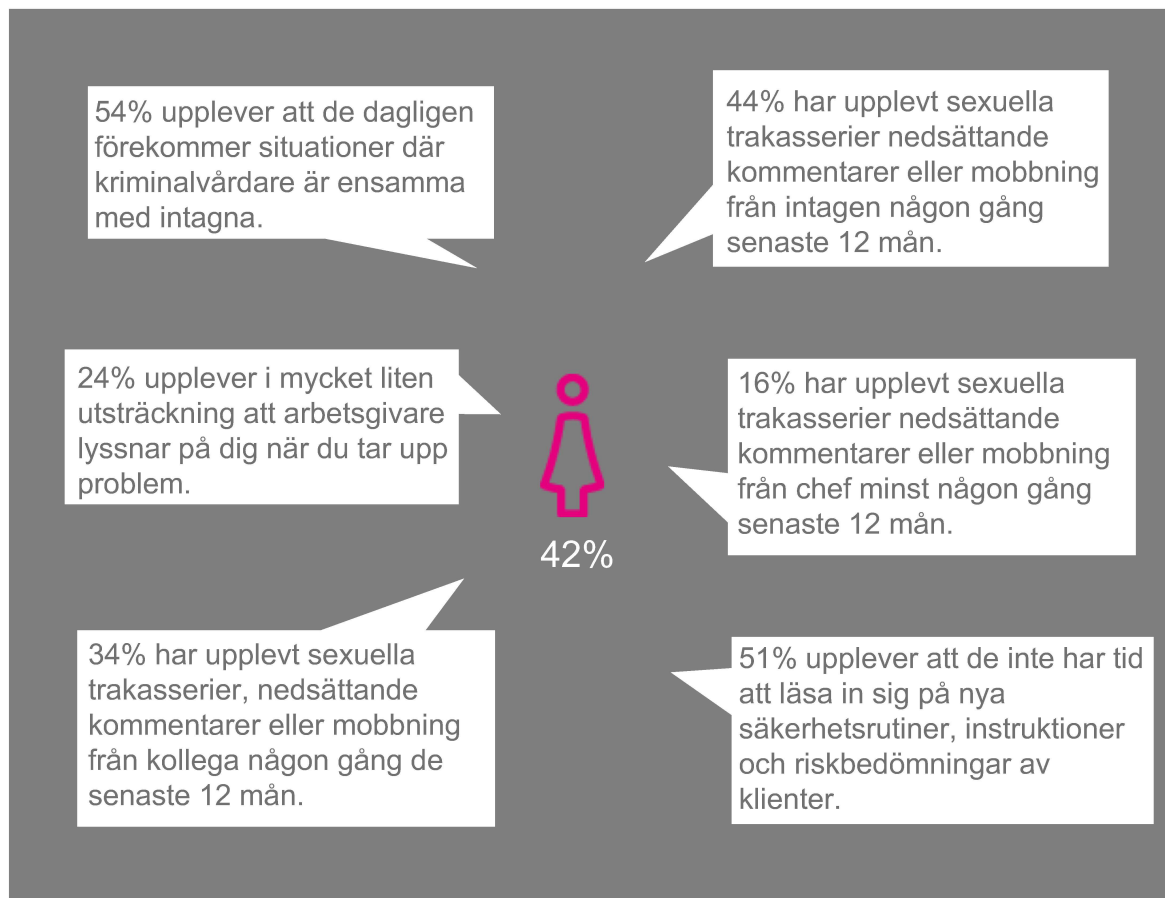 54% upplever att de dagligen
förekommer situationer där
kriminalvårdare är ensamma
med intagna.
44% har upplevt sexuella
trakasserier nedsättande
kommentarer eller mobbning
från intagen någon gång
senaste 12 mån.
24% upplever i mycket liten
utsträckning att arbetsgivare
lyssnar på dig när du tar upp
problem.
16% har upplevt sexuella
trakasserier nedsättande
kommentarer eller mobbning
från chef minst någon gång
senaste 12 mån.
42%
34% har upplevt sexuella
trakasserier, nedsättande
kommentarer eller mobbning
från kollega någon gång de
senaste 12 mån.
51% upplever att de inte har tid
att läsa in sig på nya
säkerhetsrutiner, instruktioner
och riskbedömningar av
klienter.